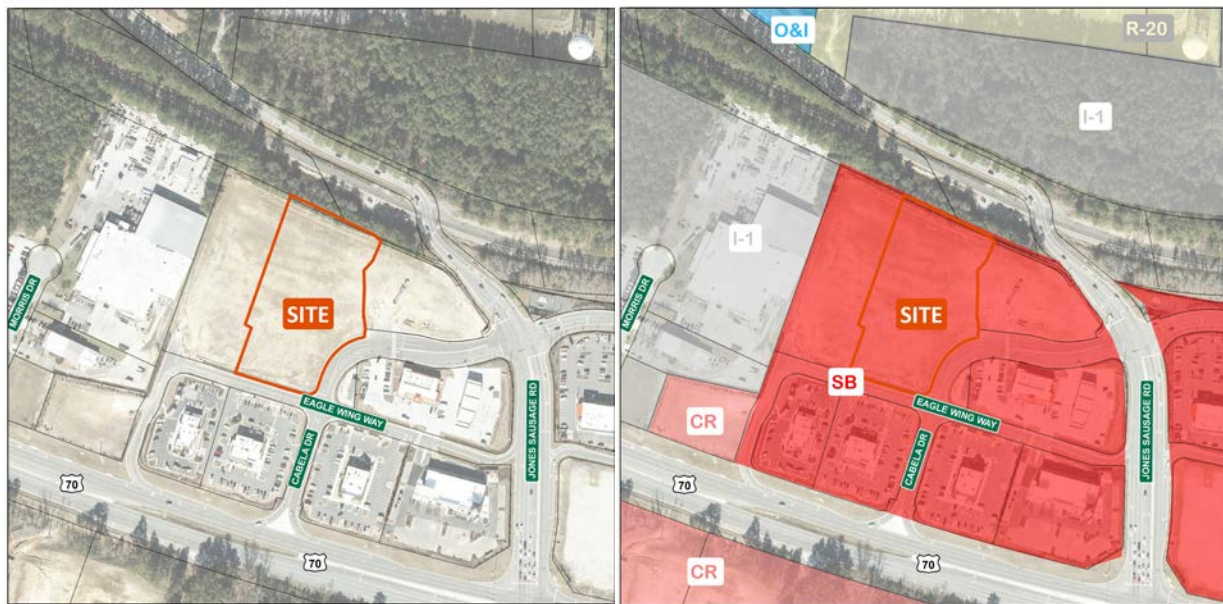 SITE
MORRIS DR
EAGLE WING WAY
CABELA DR
JONES SAUSAGE RD
70
70
O&I
R-20
I-1
I-1
MORRIS DR
SITE
SB
EAGLE WING WAY
CR
CABELA DR
JONES SAUSAGE RD
70
70
CR